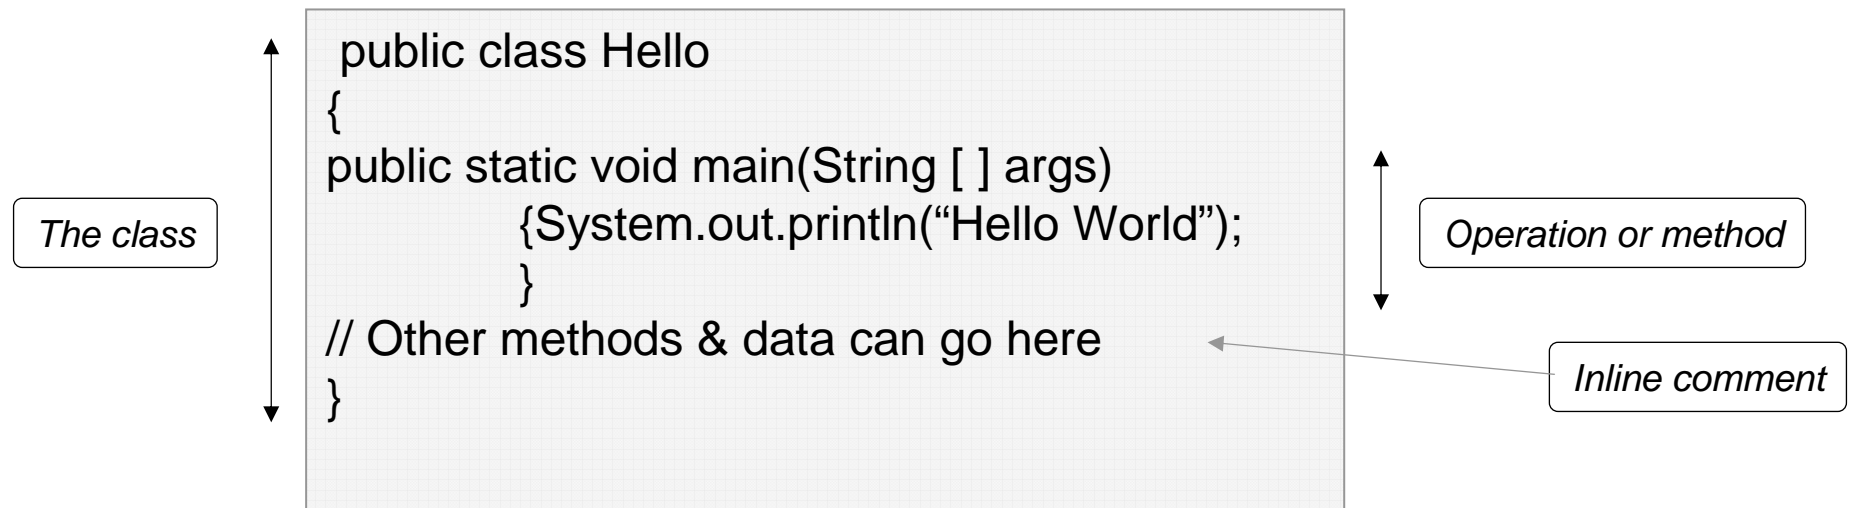 public class Hello
{
public static void main(String [ ] args)
{System.out.println(“Hello World”);
}
// Other methods & data can go here
}
The class
Operation or method
Inline comment